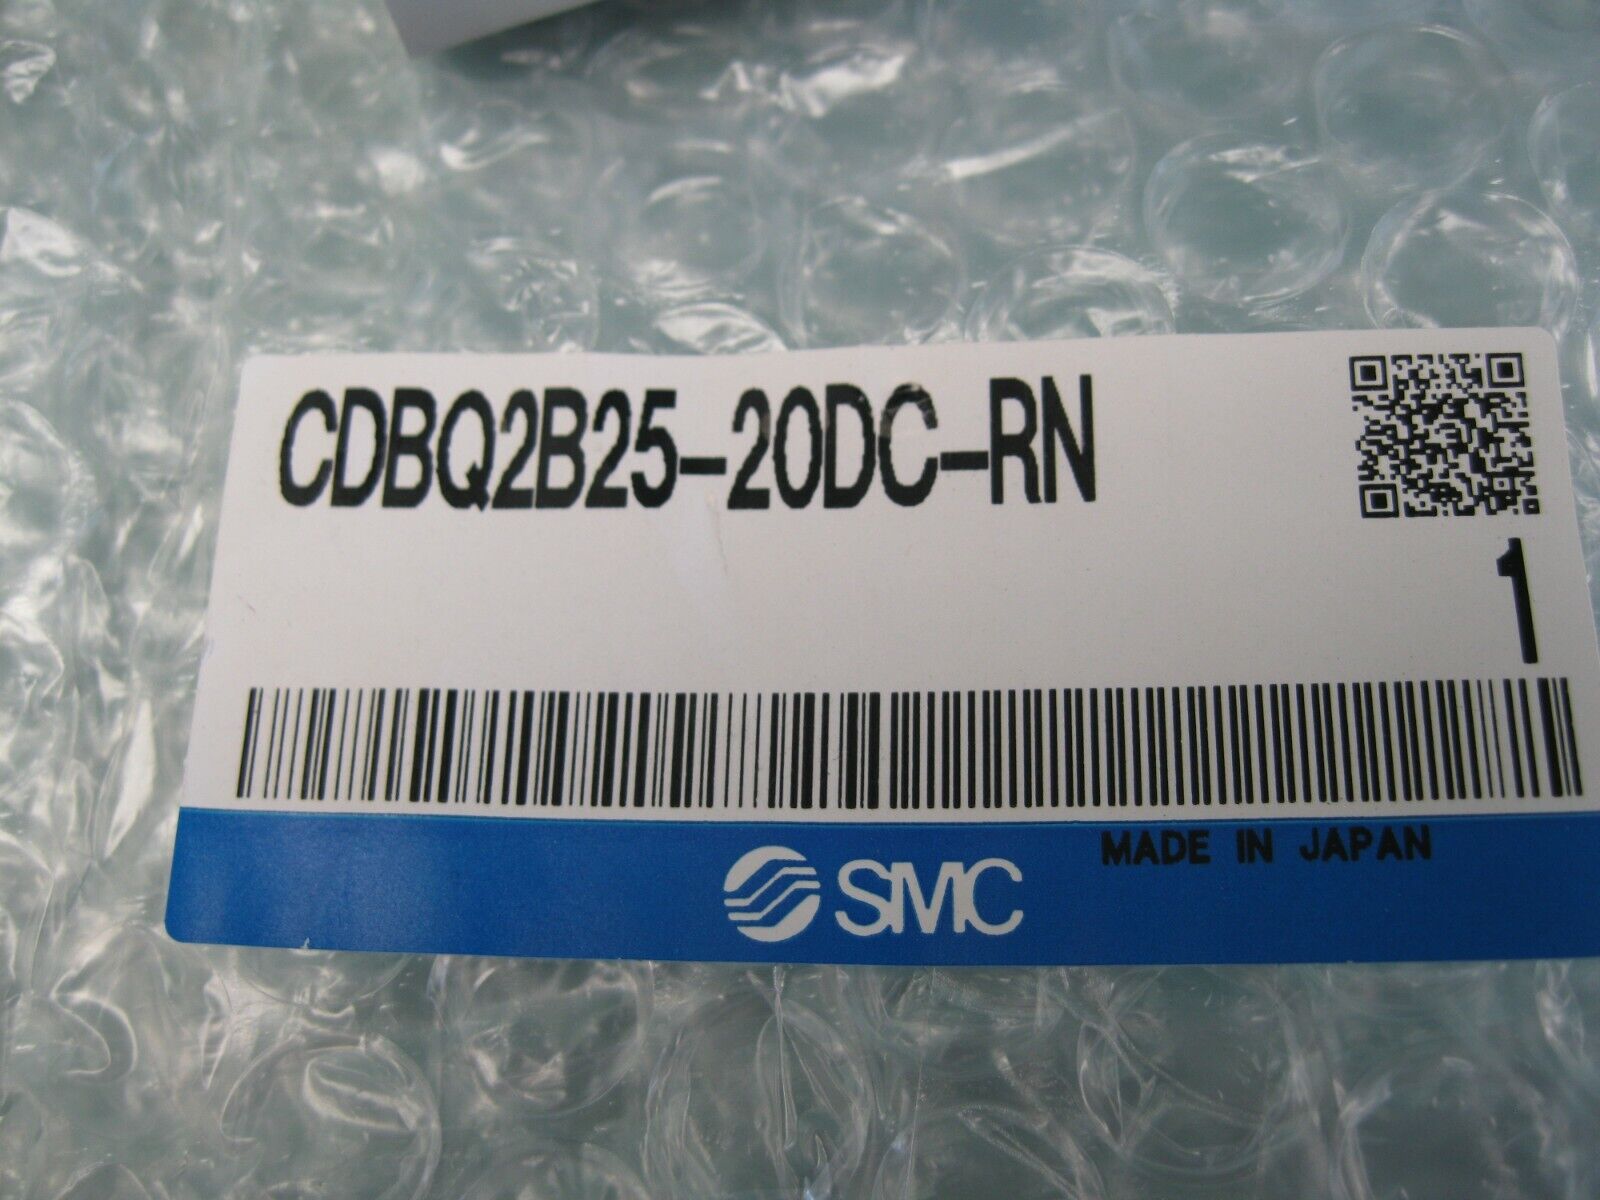 CDBQ2B25-20DC-RN
1
MADE IN JAPAN
SMC